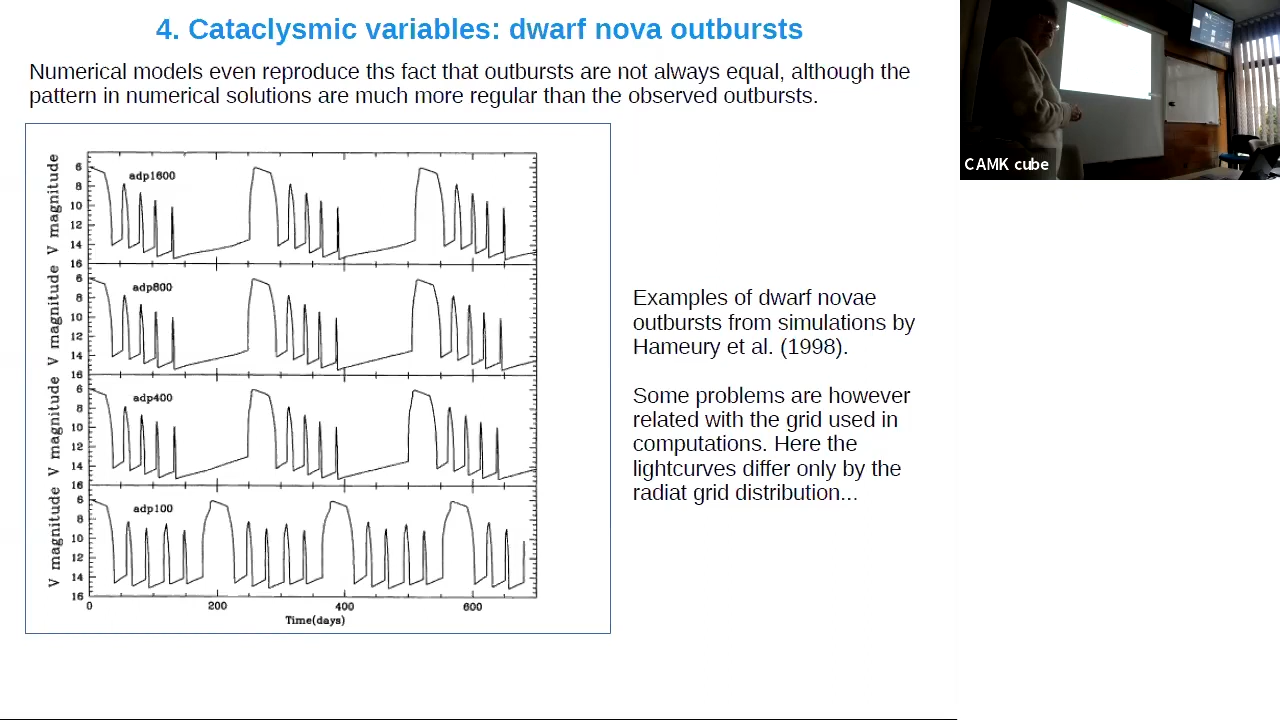 4. Cataclysmic variables: dwarf nova outbursts
Numerical models even reproduce ths fact that outbursts are not always equal, although the
pattern in numerical solutions are much more regular than the observed outbursts.
V magnitude
6
8
10
12
14
16
adp1600
V magnitude
6
8
10
12
14
16
adp800
V magnitude
6
8
10
12
14
16
adp400
V magnitude
6
8
10
12
14
16
adp100
0 200 400 600
Time(days)
Examples of dwarf novae
outbursts from simulations by
Hameury et al. (1998).
Some problems are however
related with the grid used in
computations. Here the
lightcurves differ only by the
radiat grid distribution...
CAMK cube